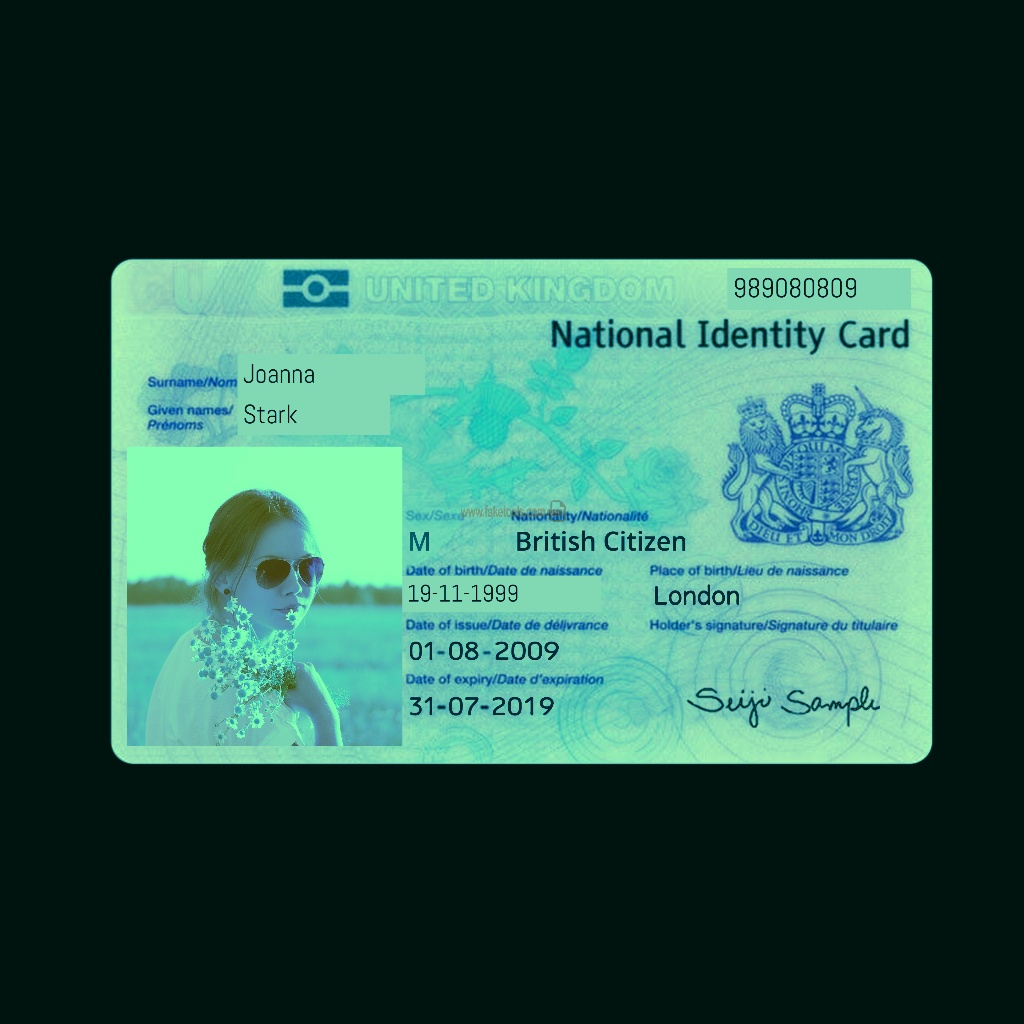 UNITED KINGDOM
989080809
National Identity Card
Surname/Nom Joanna
Given names/ Stark
Prénoms
Sex/Sexe Nationality/Nationalité
M British Citizen
Date of birth/Date de naissance Place of birth/Lieu de naissance
19-11-1999 London
Date of issue/Date de délivrance Holder's signature/Signature du titulaire
01-08-2009
Date of expiry/Date d'expiration
31-07-2019 Seiji Sample
DIEU ET MON DROIT